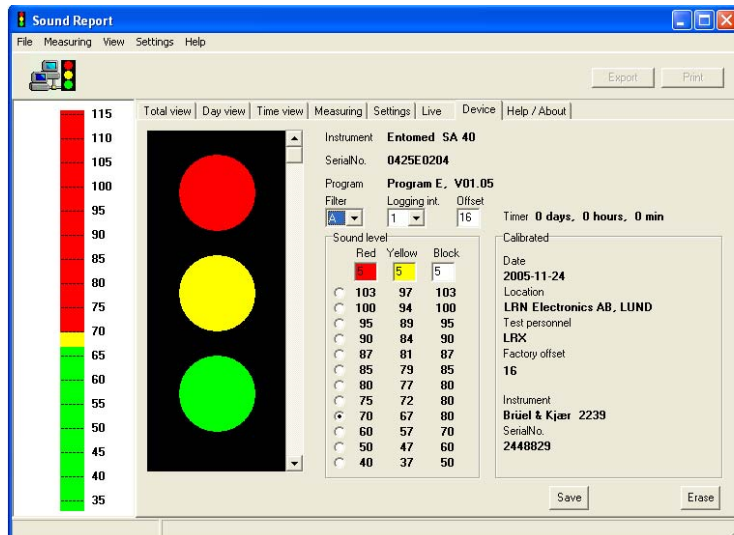 Sound Report
File Measuring View Settings Help
Export Print
Total view Day view Time view Measuring Settings Live Device Help / About
115
110
105
100
95
90
85
80
75
70
65
60
55
50
45
40
35
Instrument Entomed SA 40
SerialNo. 0425E0204
Program Program E, V01.05
Filter Logging int. Offset
A 1 16
Timer 0 days, 0 hours, 0 min
Sound level
Red Yellow Block
5 5 5
103 97 103
100 94 100
95 89 95
90 84 90
87 81 87
85 79 85
80 77 80
75 72 80
70 67 80
60 57 70
50 47 60
40 37 50
Calibrated
Date
2005-11-24
Location
LRN Electronics AB, LUND
Test personnel
LRX
Factory offset
16
Instrument
Brüel & Kjær 2239
SerialNo.
2448829
Save Erase